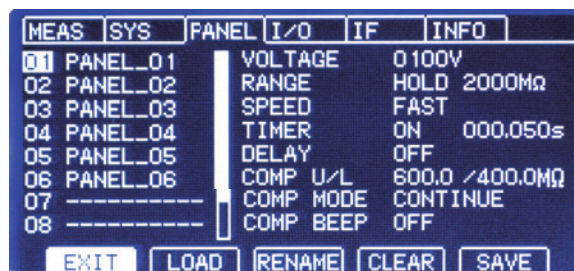 MEAS SYS PANEL I/O IF INFO
01 PANEL_01 VOLTAGE 0100V
02 PANEL_02 RANGE HOLD 2000MΩ
03 PANEL_03 SPEED FAST
04 PANEL_04 TIMER ON 000.050s
05 PANEL_05 DELAY OFF
06 PANEL_06 COMP U/L 600.0 /400.0MΩ
07 ---------- COMP MODE CONTINUE
08 ---------- COMP BEEP OFF
EXIT LOAD RENAME CLEAR SAVE